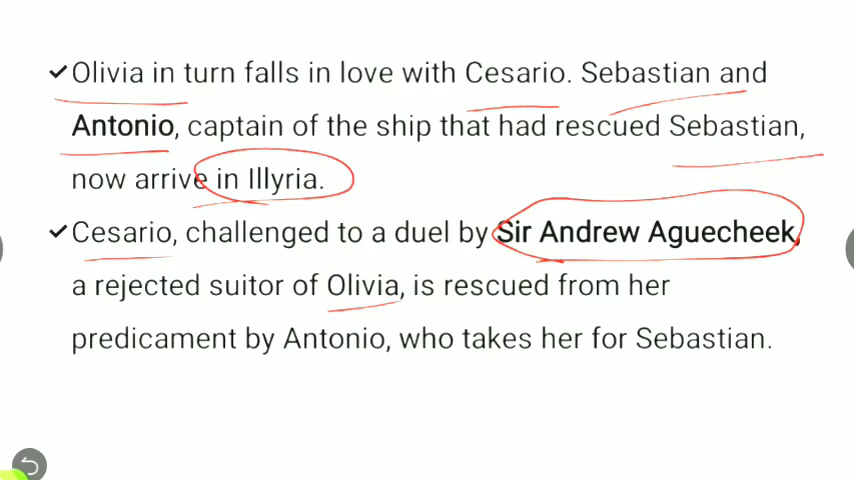 ✓Olivia in turn falls in love with Cesario. Sebastian and
Antonio, captain of the ship that had rescued Sebastian,
now arrive in Illyria.
✓Cesario, challenged to a duel by Sir Andrew Aguecheek,
a rejected suitor of Olivia, is rescued from her
predicament by Antonio, who takes her for Sebastian.